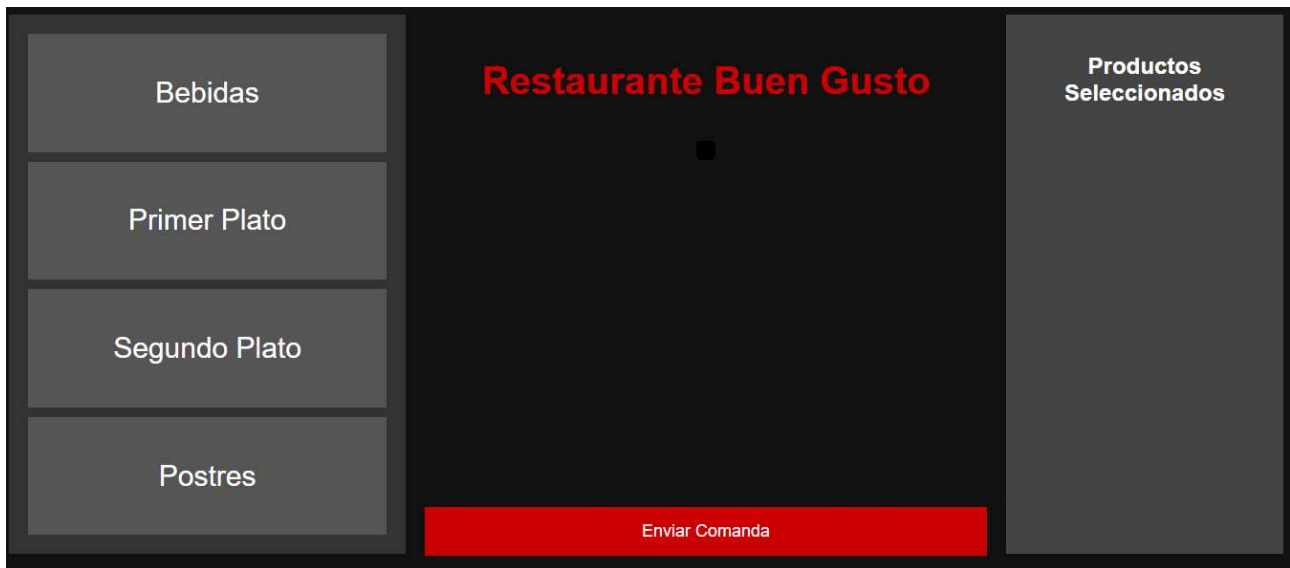 Bebidas
Primer Plato
Segundo Plato
Postres
Restaurante Buen Gusto
Enviar Comanda
Productos
Seleccionados